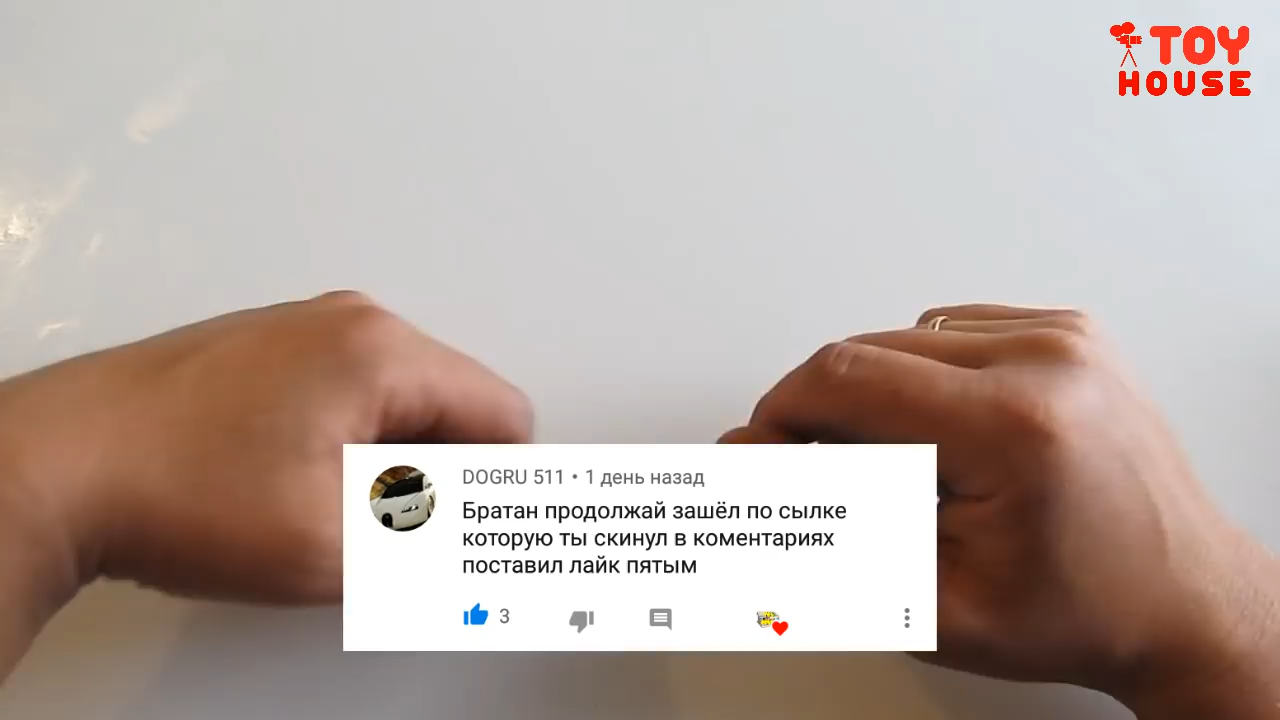 TOY
HOUSE
DOGRU 511 • 1 день назад
Братан продолжай зашёл по сылке
которую ты скинул в коментариях
поставил лайк пятым
3